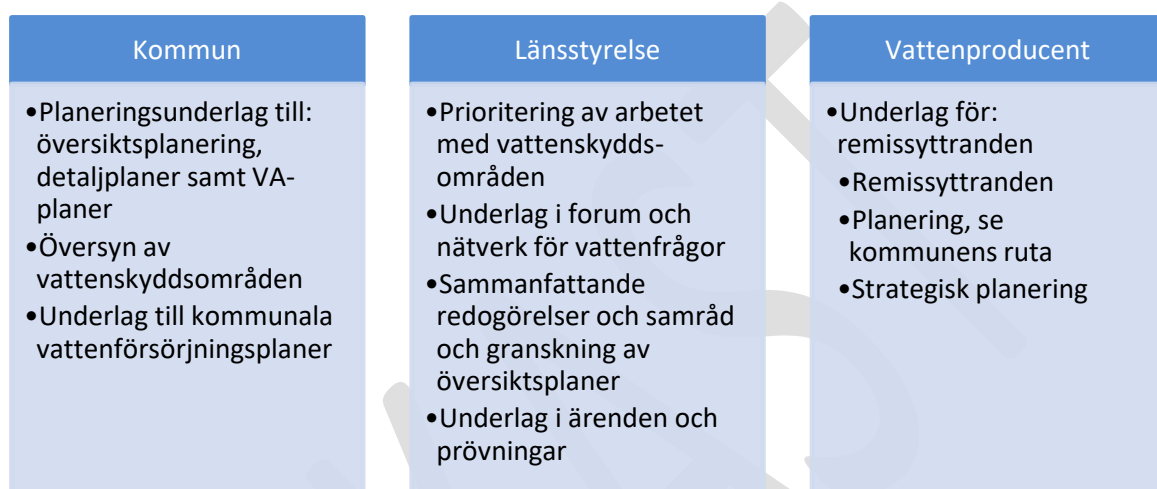 Kommun
•Planeringsunderlag till:
översiktsplanering,
detaljplaner samt VA-
planer
•Översyn av
vattenskyddsområden
•Underlag till kommunala
vattenförsörjningsplaner
Länsstyrelse
•Prioritering av arbetet
med vattenskydds-
områden
•Underlag i forum och
nätverk för vattenfrågor
•Sammanfattande
redogörelser och samråd
och granskning av
översiktsplaner
•Underlag i ärenden och
prövningar
Vattenproducent
•Underlag för:
remissyttranden
•Remissyttranden
•Planering, se
kommunens ruta
•Strategisk planering